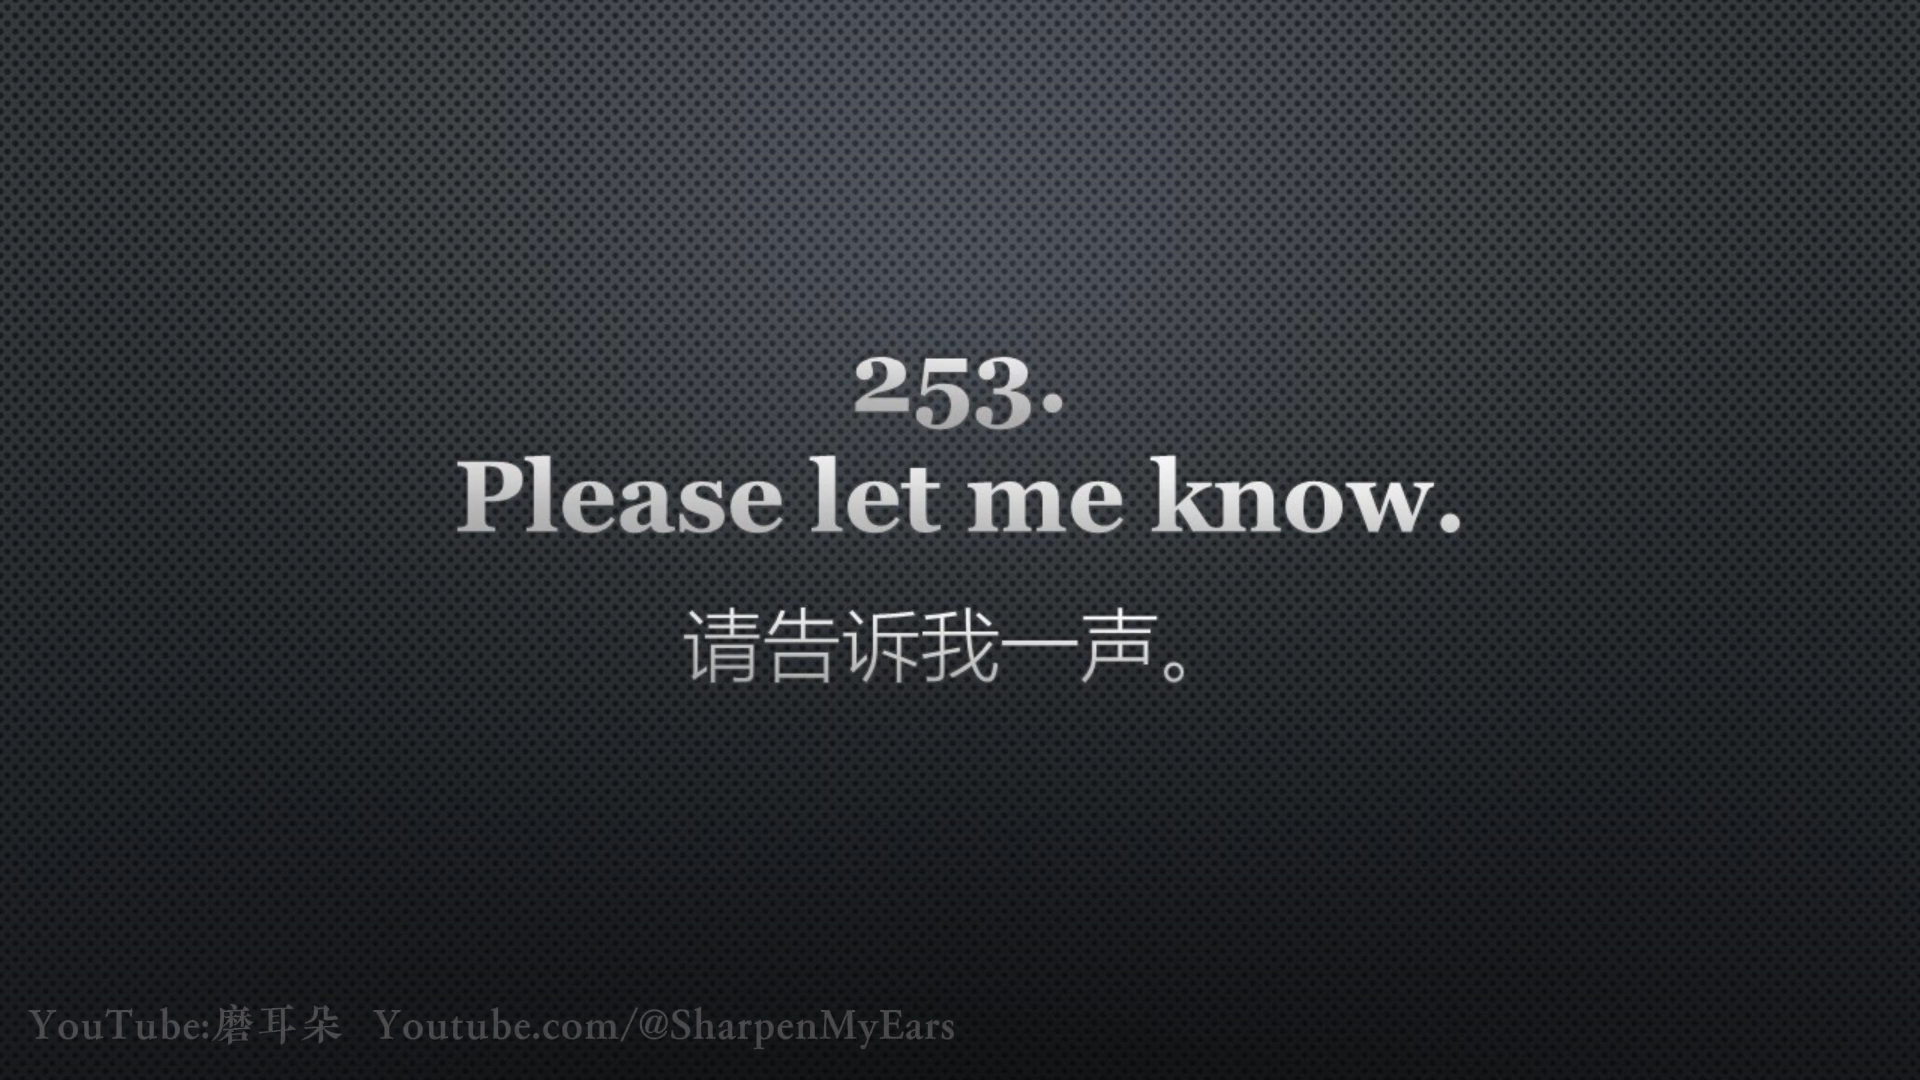 253.
Please let me know.
请告诉我一声。
YouTube:磨耳朵 Youtube.com/@SharpenMyEars